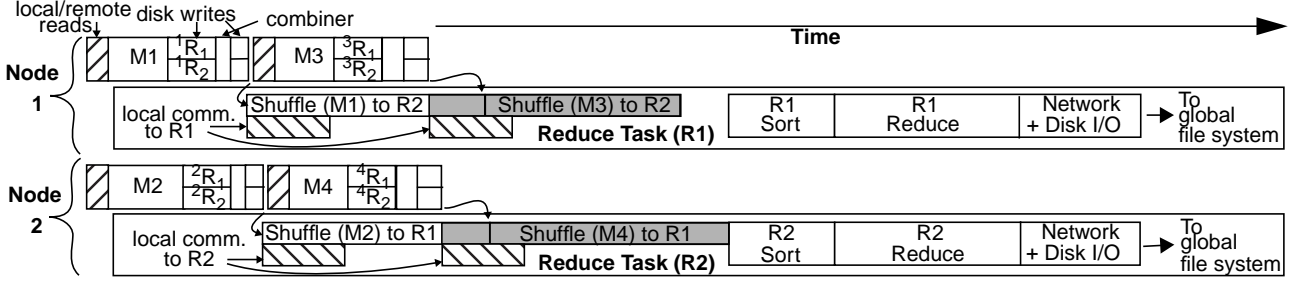 local/remote
reads
disk writes
combiner
Time
Node
1
M1
1R1
1R2
M3
3R1
3R2
local comm.
to R1
Shuffle (M1) to R2
Shuffle (M3) to R2
Reduce Task (R1)
R1
Sort
R1
Reduce
Network
+ Disk I/O
To
global
file system
Node
2
M2
2R1
2R2
M4
4R1
4R2
local comm.
to R2
Shuffle (M2) to R1
Shuffle (M4) to R1
Reduce Task (R2)
R2
Sort
R2
Reduce
Network
+ Disk I/O
To
global
file system